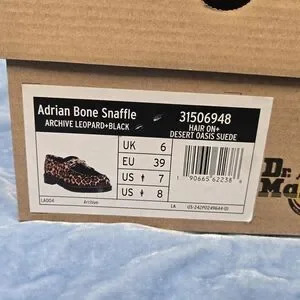 Adrian Bone Snaffle
ARCHIVE LEOPARD+BLACK
31506948
HAIR ON+
DESERT OASIS SUEDE
UK 6
EU 39
US 7
US 8
LA004 Archive
LA
Dr.